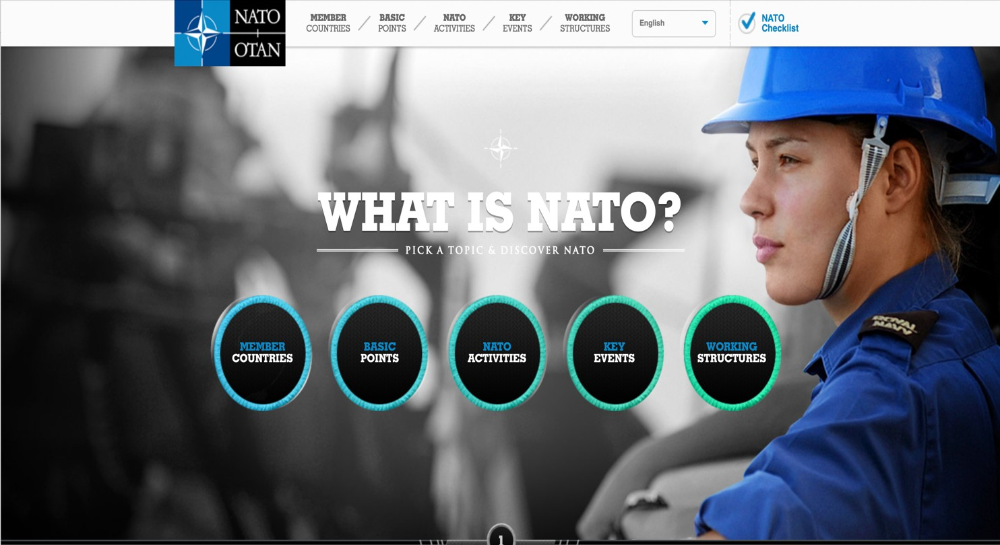 NATO
OTAN
MEMBER
COUNTRIES
BASIC
POINTS
NATO
ACTIVITIES
KEY
EVENTS
WORKING
STRUCTURES
English
NATO
Checklist
WHAT IS NATO?
PICK A TOPIC & DISCOVER NATO
MEMBER
COUNTRIES
BASIC
POINTS
NATO
ACTIVITIES
KEY
EVENTS
WORKING
STRUCTURES
ROYAL
NAVY
1